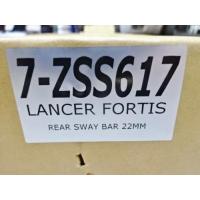 7-ZSS617
LANCER FORTIS
REAR SWAY BAR 22MM